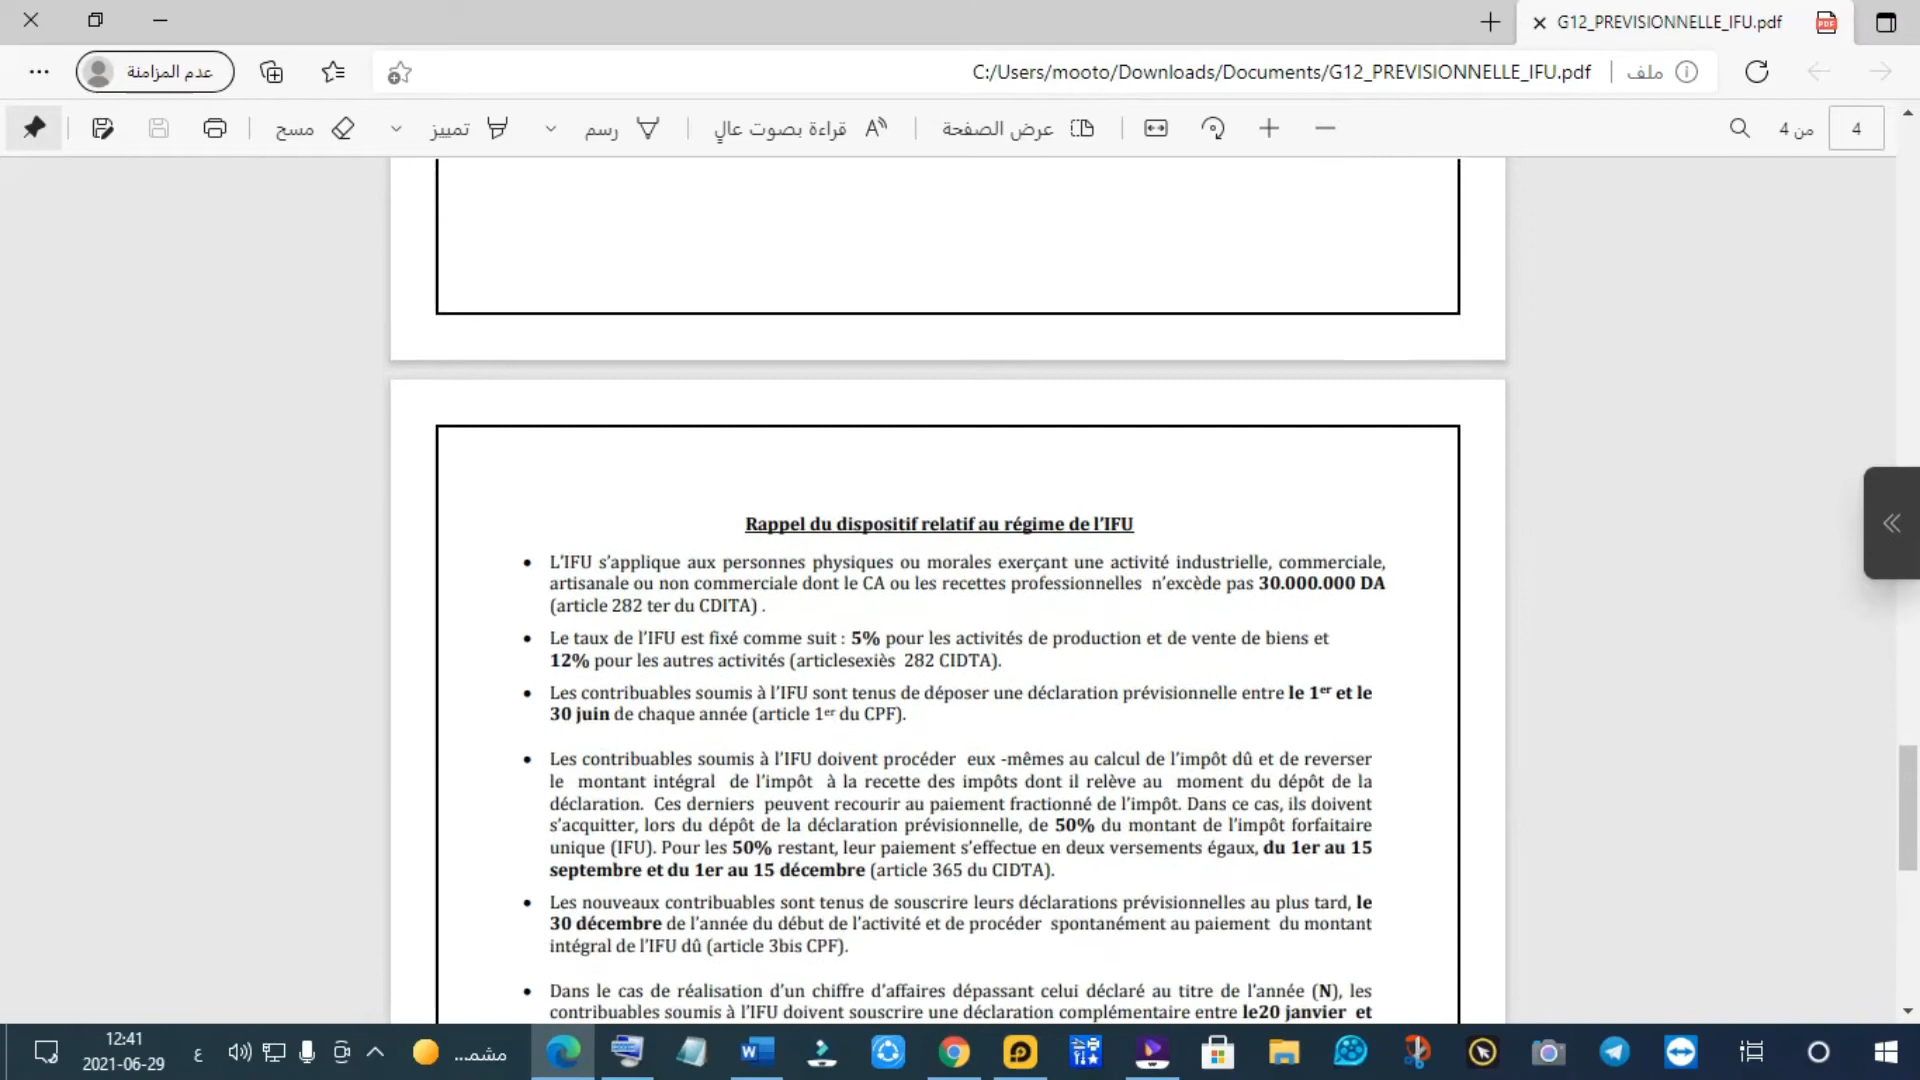 G12_PREVISIONNELLE_IFU.pdf
عدم المزامنة
C:/Users/mooto/Downloads/Documents/G12_PREVISIONNELLE_IFU.pdf
ملف
مسح
تمييز
رسم
قراءة بصوت عالٍ
عرض الصفحة
4 من 4
Rappel du dispositif relatif au régime de l’IFU
• L’IFU s’applique aux personnes physiques ou morales exerçant une activité industrielle, commerciale,
artisanale ou non commerciale dont le CA ou les recettes professionnelles n’excède pas 30.000.000 DA
(article 282 ter du CDITA) .
• Le taux de l’IFU est fixé comme suit : 5% pour les activités de production et de vente de biens et
12% pour les autres activités (articlesexiès 282 CIDTA).
• Les contribuables soumis à l’IFU sont tenus de déposer une déclaration prévisionnelle entre le 1er et le
30 juin de chaque année (article 1er du CPF).
• Les contribuables soumis à l’IFU doivent procéder eux -mêmes au calcul de l’impôt dû et de reverser
le montant intégral de l’impôt à la recette des impôts dont il relève au moment du dépôt de la
déclaration. Ces derniers peuvent recourir au paiement fractionné de l’impôt. Dans ce cas, ils doivent
s’acquitter, lors du dépôt de la déclaration prévisionnelle, de 50% du montant de l’impôt forfaitaire
unique (IFU). Pour les 50% restant, leur paiement s’effectue en deux versements égaux, du 1er au 15
septembre et du 1er au 15 décembre (article 365 du CIDTA).
• Les nouveaux contribuables sont tenus de souscrire leurs déclarations prévisionnelles au plus tard, le
30 décembre de l’année du début de l’activité et de procéder spontanément au paiement du montant
intégral de l’IFU dû (article 3bis CPF).
• Dans le cas de réalisation d’un chiffre d’affaires dépassant celui déclaré au titre de l’année (N), les
contribuables soumis à l’IFU doivent souscrire une déclaration complémentaire entre le20 janvier et
12:41
2021-06-29
ع
مشمـ...